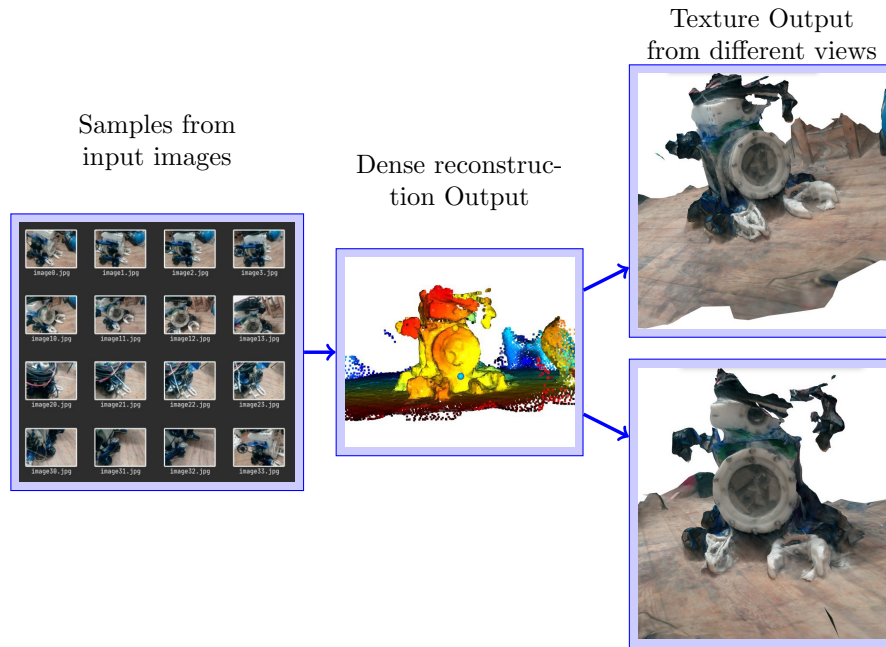 Texture Output
from different views
Samples from
input images
Dense reconstruc-
tion Output
image0.jpg image1.jpg image2.jpg image3.jpg
image10.jpg image11.jpg image12.jpg image13.jpg
image20.jpg image21.jpg image22.jpg image23.jpg
image30.jpg image31.jpg image32.jpg image33.jpg